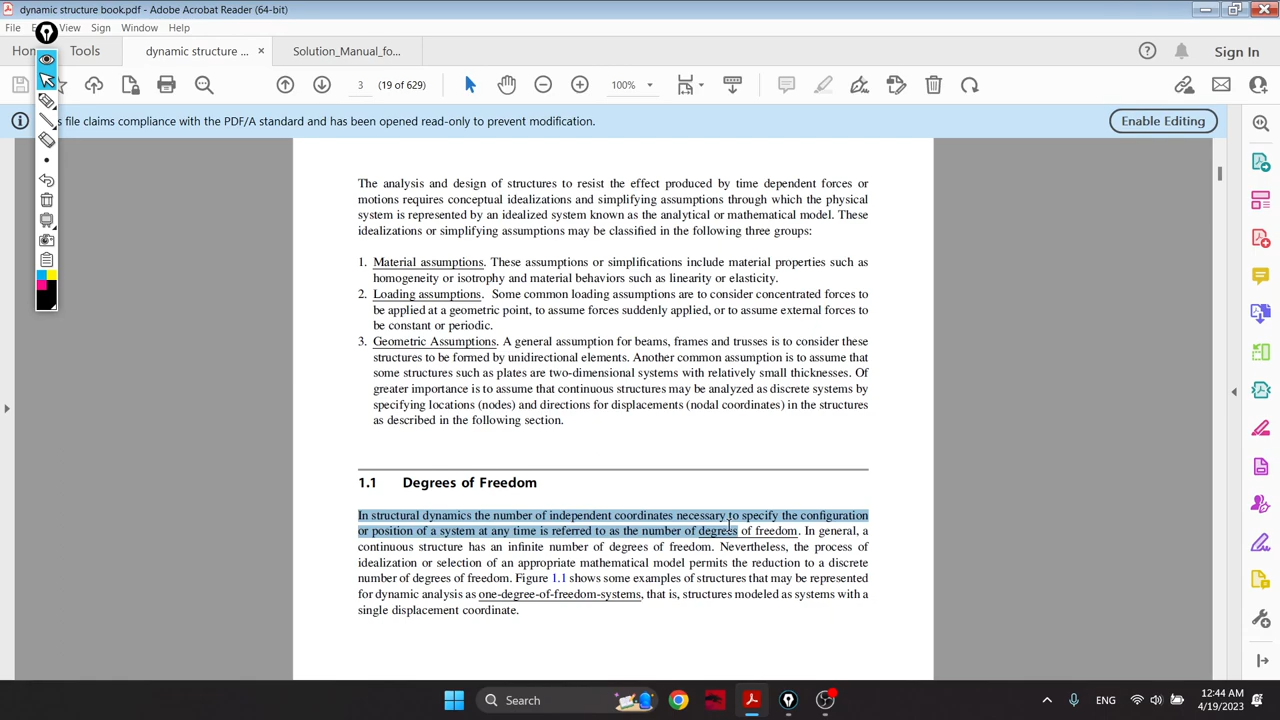 dynamic structure book.pdf - Adobe Acrobat Reader (64-bit)
File View Sign Window Help
Tools dynamic structure ... × Solution_Manual_fo... Sign In
3 (19 of 629) 100%
file claims compliance with the PDF/A standard and has been opened read-only to prevent modification. Enable Editing
The analysis and design of structures to resist the effect produced by time dependent forces or
motions requires conceptual idealizations and simplifying assumptions through which the physical
system is represented by an idealized system known as the analytical or mathematical model. These
idealizations or simplifying assumptions may be classified in the following three groups:
1. Material assumptions. These assumptions or simplifications include material properties such as
homogeneity or isotrophy and material behaviors such as linearity or elasticity.
2. Loading assumptions. Some common loading assumptions are to consider concentrated forces to
be applied at a geometric point, to assume forces suddenly applied, or to assume external forces to
be constant or periodic.
3. Geometric Assumptions. A general assumption for beams, frames and trusses is to consider these
structures to be formed by unidirectional elements. Another common assumption is to assume that
some structures such as plates are two-dimensional systems with relatively small thicknesses. Of
greater importance is to assume that continuous structures may be analyzed as discrete systems by
specifying locations (nodes) and directions for displacements (nodal coordinates) in the structures
as described in the following section.
1.1 Degrees of Freedom
In structural dynamics the number of independent coordinates necessary to specify the configuration
or position of a system at any time is referred to as the number of degrees of freedom. In general, a
continuous structure has an infinite number of degrees of freedom. Nevertheless, the process of
idealization or selection of an appropriate mathematical model permits the reduction to a discrete
number of degrees of freedom. Figure 1.1 shows some examples of structures that may be represented
for dynamic analysis as one-degree-of-freedom-systems, that is, structures modeled as systems with a
single displacement coordinate.
Search ENG 12:44 AM
4/19/2023